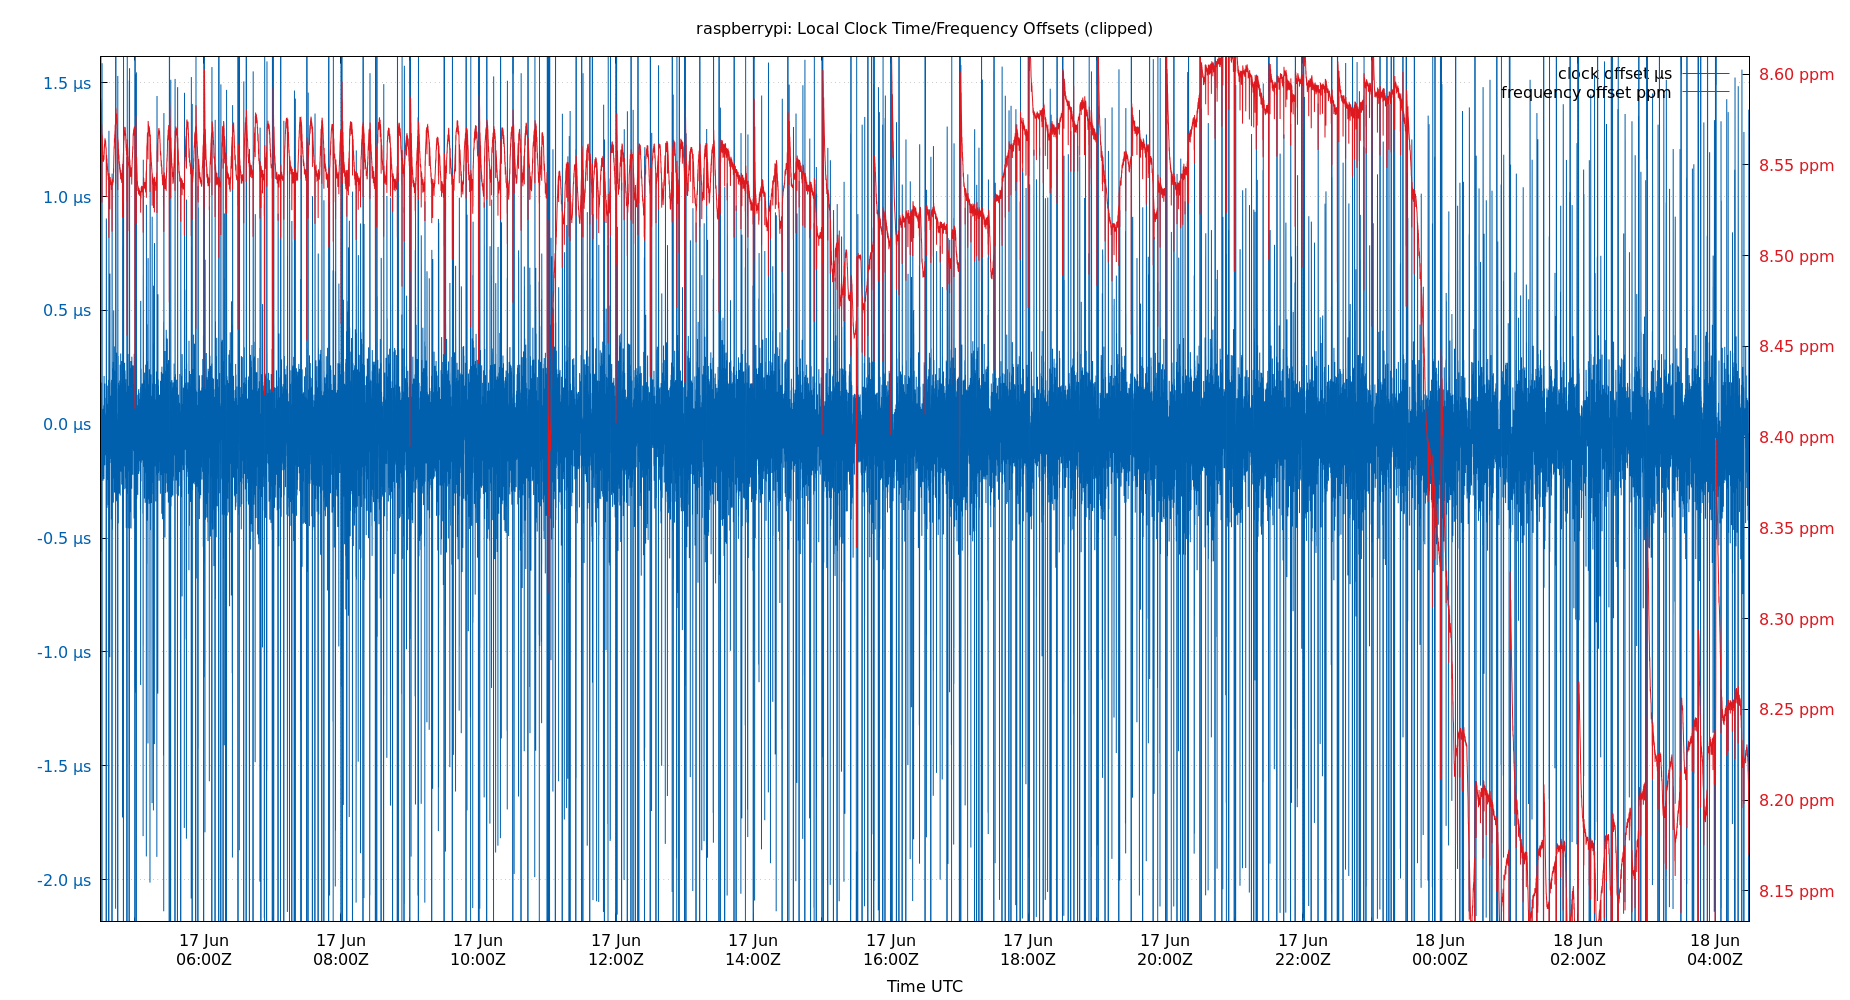 raspberrypi: Local Clock Time/Frequency Offsets (clipped)
clock offset µs
frequency offset ppm
1.5 µs
1.0 µs
0.5 µs
0.0 µs
-0.5 µs
-1.0 µs
-1.5 µs
-2.0 µs
8.60 ppm
8.55 ppm
8.50 ppm
8.45 ppm
8.40 ppm
8.35 ppm
8.30 ppm
8.25 ppm
8.20 ppm
8.15 ppm
17 Jun 17 Jun 17 Jun 17 Jun 17 Jun 17 Jun 17 Jun 17 Jun 17 Jun 18 Jun 18 Jun 18 Jun
06:00Z 08:00Z 10:00Z 12:00Z 14:00Z 16:00Z 18:00Z 20:00Z 22:00Z 00:00Z 02:00Z 04:00Z
Time UTC